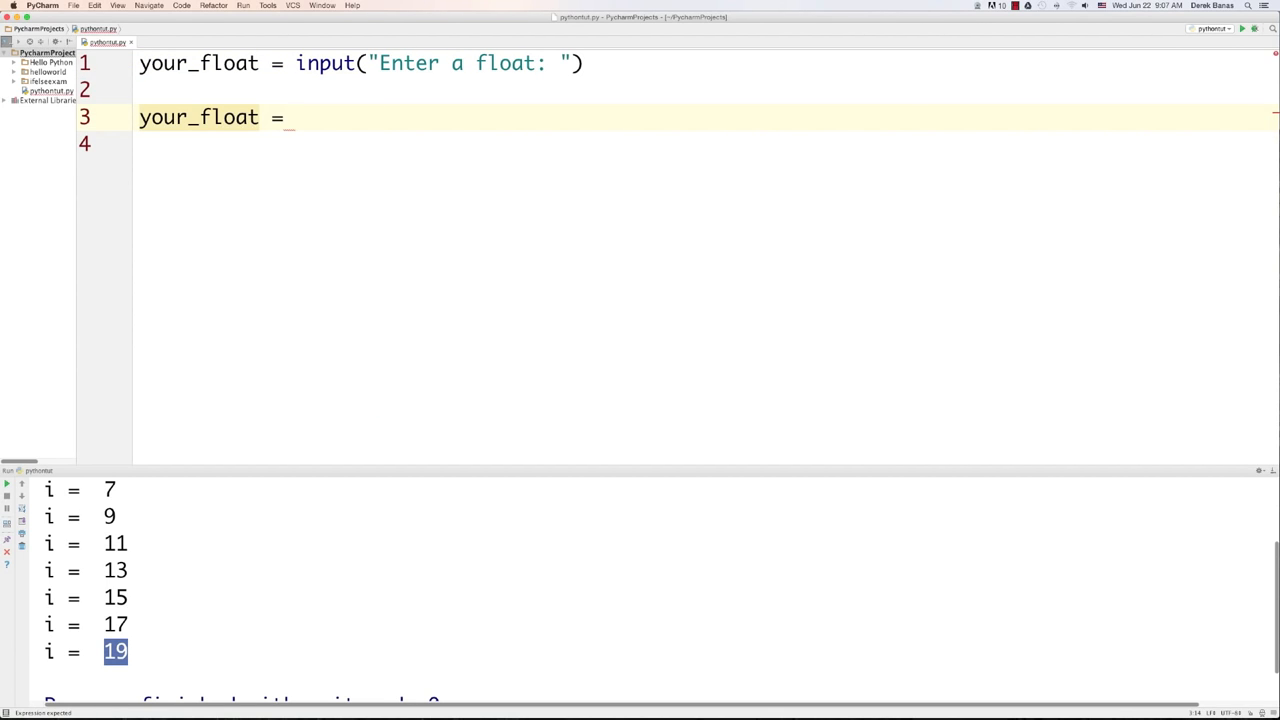 PyCharm File Edit View Navigate Code Refactor Run Tools VCS Window Help
10 Wed Jun 22 9:07 AM Derek Banas
pythontut.py - PycharmProjects - [~/PycharmProjects]
PycharmProjects pythontut.py
pythontut
pythontut.py
PycharmProject
Hello Python
helloworld
ifelseexam
pythontut.py
External Librarie
1 your_float = input("Enter a float: ")
2
3 your_float =
4
Run pythontut
i = 7
i = 9
i = 11
i = 13
i = 15
i = 17
i = 19
Expression expected
3:14 LF‡ UTF-8‡